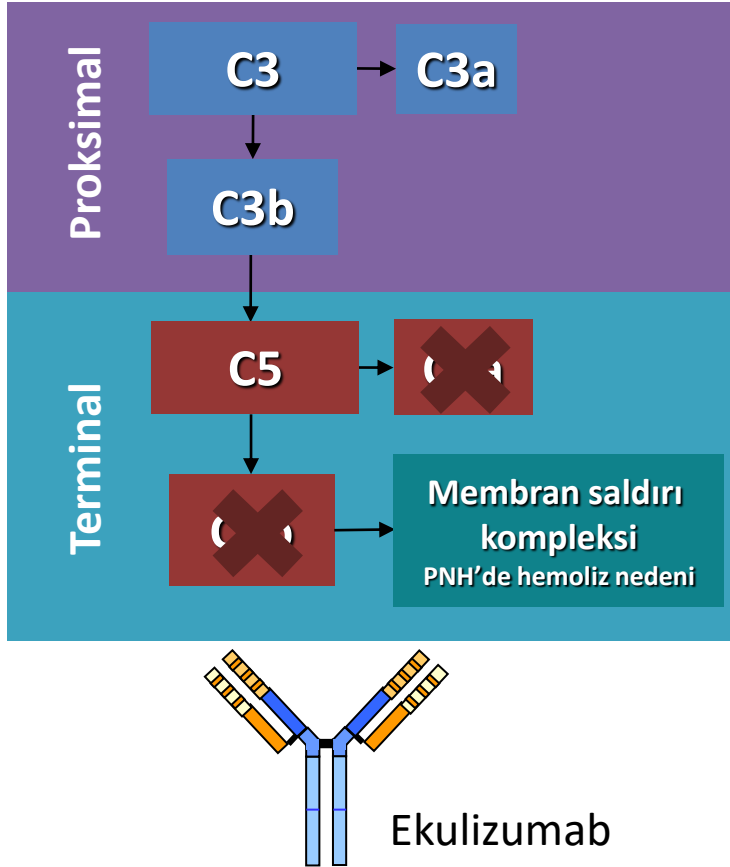 Proksimal
C3
C3a
C3b
Terminal
C5
Membran saldırı
kompleksi
PNH’de hemoliz nedeni
Ekulizumab